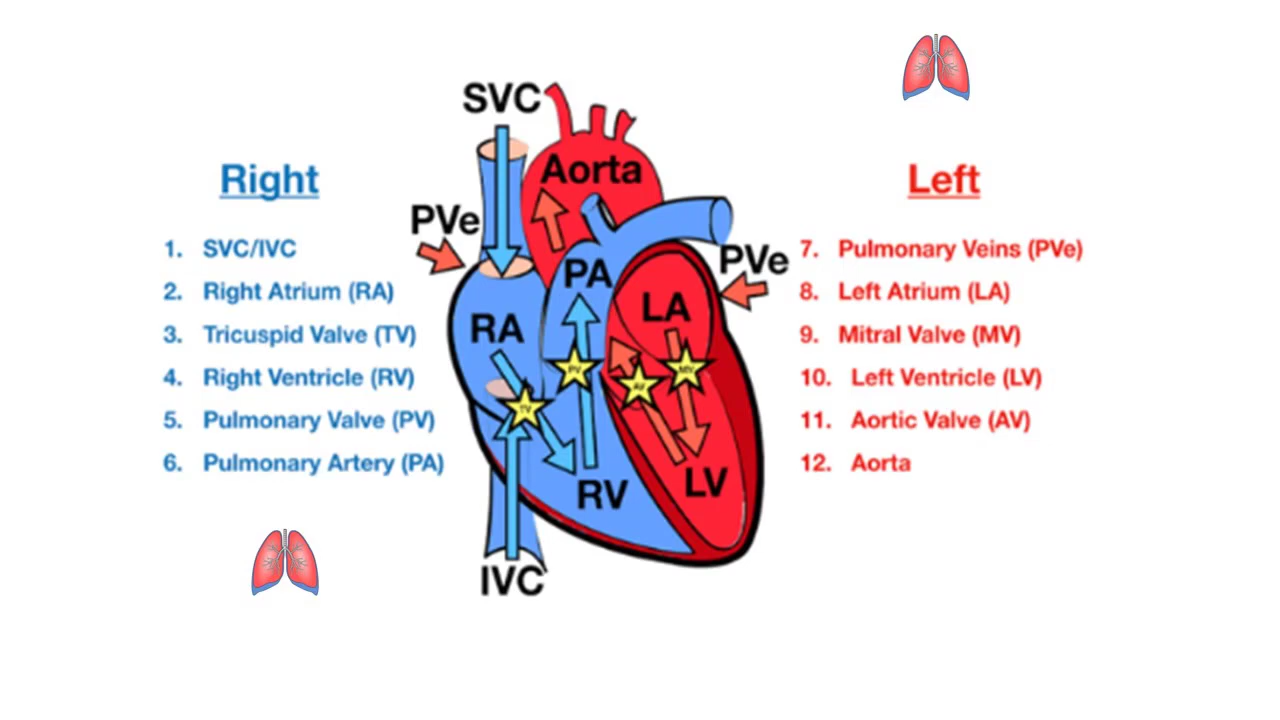 Right
1. SVC/IVC
2. Right Atrium (RA)
3. Tricuspid Valve (TV)
4. Right Ventricle (RV)
5. Pulmonary Valve (PV)
6. Pulmonary Artery (PA)
SVC
Aorta
PVe
PA
PVe
LA
RA
PV
MV
AV
TV
LV
RV
IVC
Left
7. Pulmonary Veins (PVe)
8. Left Atrium (LA)
9. Mitral Valve (MV)
10. Left Ventricle (LV)
11. Aortic Valve (AV)
12. Aorta